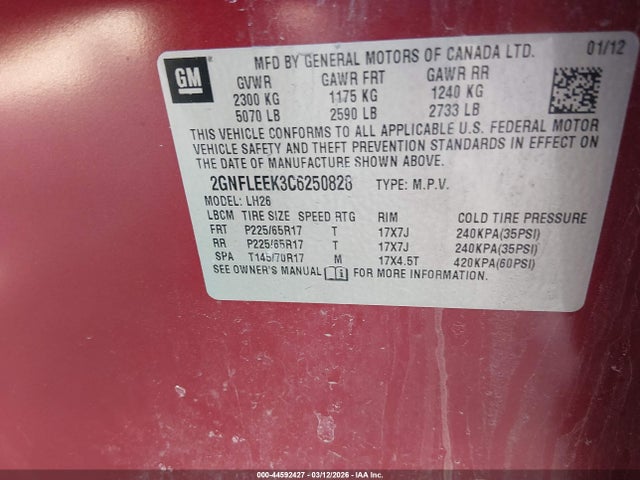 GM
MFD BY GENERAL MOTORS OF CANADA LTD. 01/12
GVWR GAWR FRT GAWR RR
2300 KG 1175 KG 1240 KG
5070 LB 2590 LB 2733 LB
THIS VEHICLE CONFORMS TO ALL APPLICABLE U.S. FEDERAL MOTOR
VEHICLE SAFETY AND THEFT PREVENTION STANDARDS IN EFFECT ON THE
DATE OF MANUFACTURE SHOWN ABOVE.
2GNFLEEK3C6250828 TYPE: M.P.V.
MODEL: LH26
LBCM TIRE SIZE SPEED RTG RIM COLD TIRE PRESSURE
FRT P225/65R17 T 17X7J 240KPA(35PSI)
RR P225/65R17 T 17X7J 240KPA(35PSI)
SPA T145/70R17 M 17X4.5T 420KPA(60PSI)
SEE OWNER'S MANUAL FOR MORE INFORMATION.
000-44592427 - 03/12/2026 - IAA Inc.